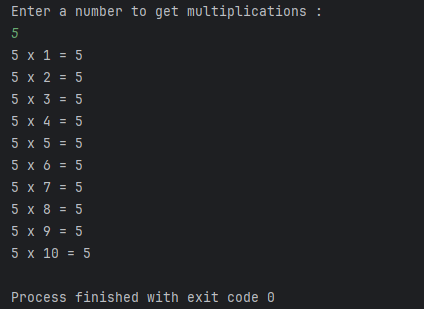 Enter a number to get multiplications :
5
5 x 1 = 5
5 x 2 = 5
5 x 3 = 5
5 x 4 = 5
5 x 5 = 5
5 x 6 = 5
5 x 7 = 5
5 x 8 = 5
5 x 9 = 5
5 x 10 = 5
Process finished with exit code 0